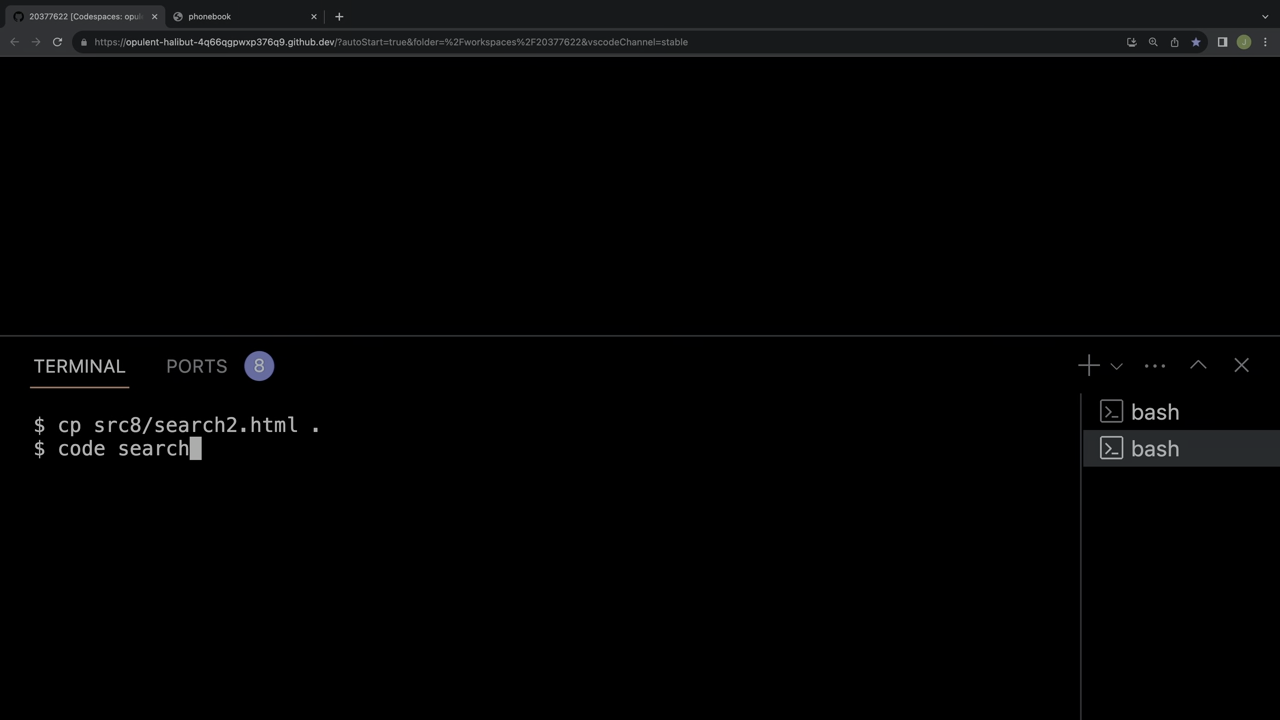 20377622 [Codespaces: opul
phonebook
https://opulent-halibut-4q66qgpwxp376q9.github.dev/?autoStart=true&folder=%2Fworkspaces%2F20377622&vscodeChannel=stable
J
TERMINAL
PORTS
8
$ cp src8/search2.html .
$ code search
bash
bash